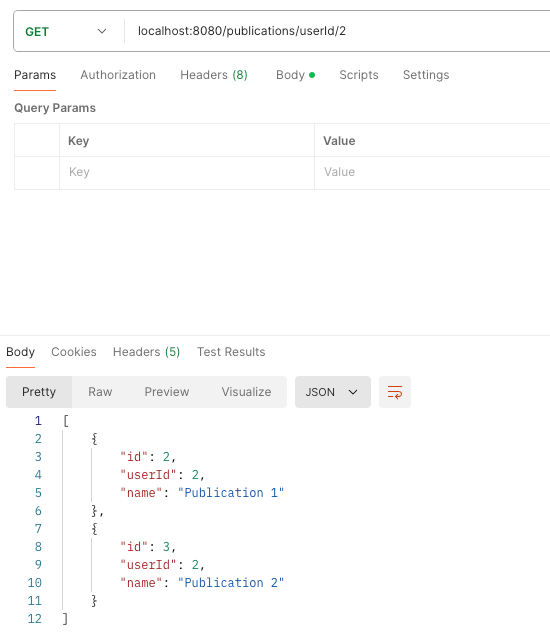 GET localhost:8080/publications/userId/2
Params Authorization Headers (8) Body Scripts Settings
Query Params
Key Value
Key Value
Body Cookies Headers (5) Test Results
Pretty Raw Preview Visualize JSON
1 [
2 {
3 "id": 2,
4 "userId": 2,
5 "name": "Publication 1"
6 },
7 {
8 "id": 3,
9 "userId": 2,
10 "name": "Publication 2"
11 }
12 ]